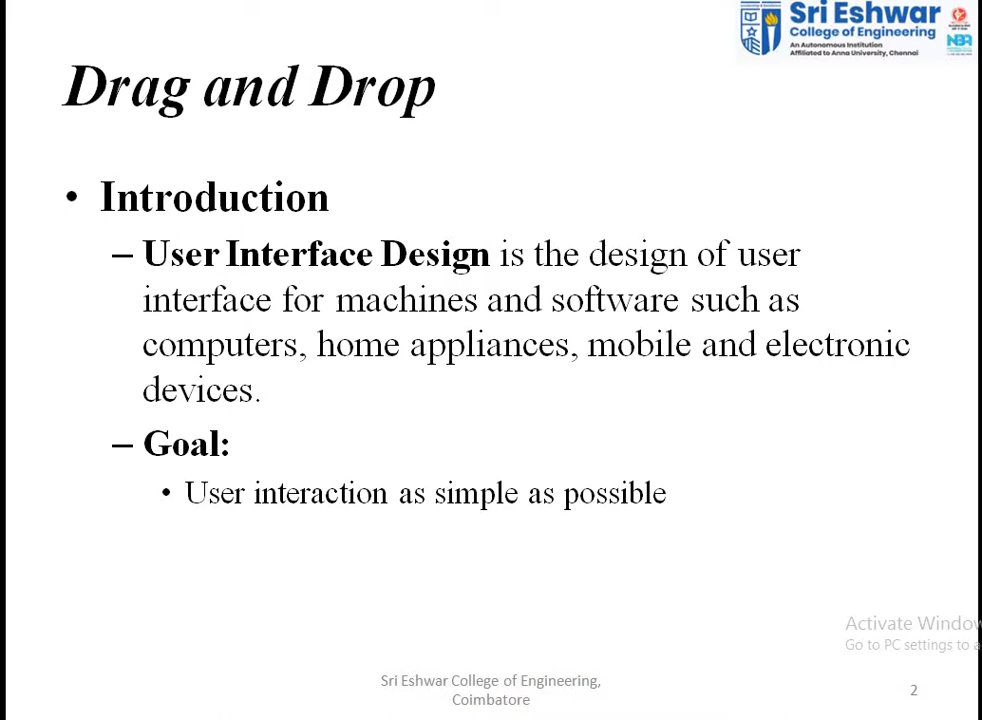 Sri Eshwar
College of Engineering
An Autonomous Institution
Affiliated to Anna University, Chennai
NBA
Drag and Drop
• Introduction
– User Interface Design is the design of user
interface for machines and software such as
computers, home appliances, mobile and electronic
devices.
– Goal:
• User interaction as simple as possible
Activate Window
Go to PC settings to a
Sri Eshwar College of Engineering,
Coimbatore
2